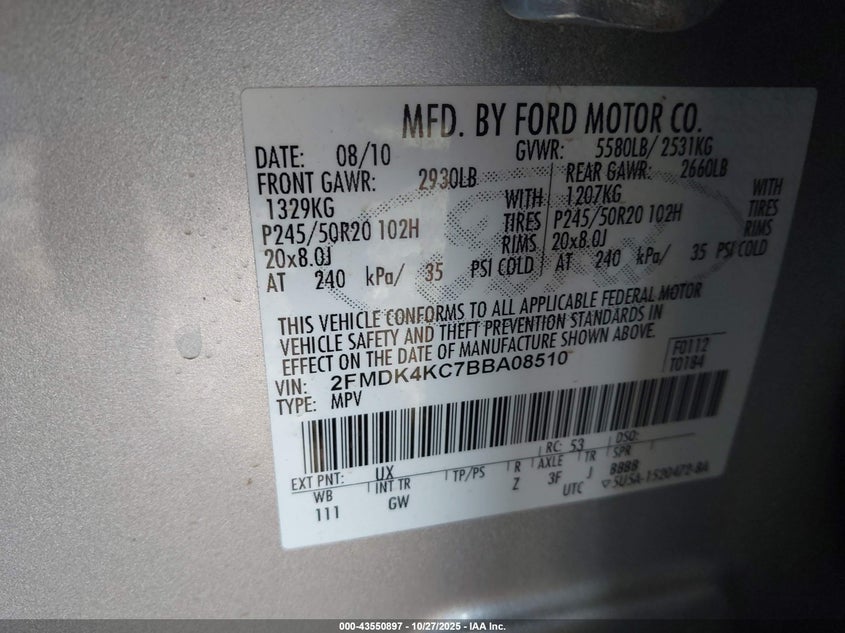 MFD. BY FORD MOTOR CO.
DATE: 08/10 GVWR: 5580LB/ 2531KG
FRONT GAWR: 2930LB REAR GAWR: 2660LB
1329KG WITH 1207KG WITH
P245/50R20 102H TIRES P245/50R20 102H TIRES
20x8.0J RIMS 20x8.0J RIMS
AT 240 kPa/ 35 PSI COLD AT 240 kPa/ 35 PSI COLD
THIS VEHICLE CONFORMS TO ALL APPLICABLE FEDERAL MOTOR
VEHICLE SAFETY AND THEFT PREVENTION STANDARDS IN
EFFECT ON THE DATE OF MANUFACTURE SHOWN ABOVE.
VIN: 2FMDK4KC7BBA08510 F0112
TYPE: MPV T0184
EXT PNT: UX RC: 53 DSO:
WB INT TR TP/PS R AXLE TR SPR
111 GW Z 3F J BBBB
UTC 5U5A-1520472-BA
000-43550897 - 10/27/2025 - IAA Inc.